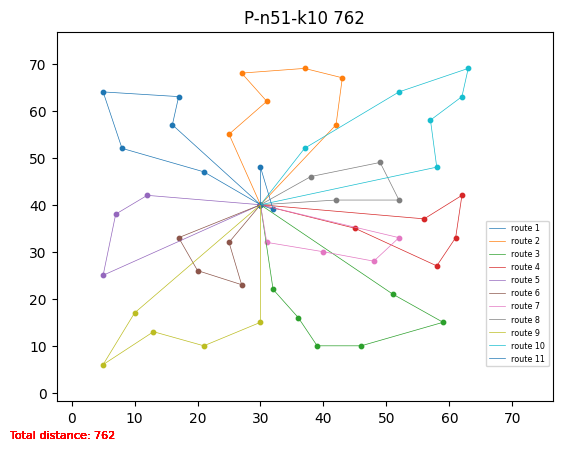 P-n51-k10 762
70
60
50
40
30
20
10
0
route 1
route 2
route 3
route 4
route 5
route 6
route 7
route 8
route 9
route 10
route 11
0 10 20 30 40 50 60 70
Total distance: 762